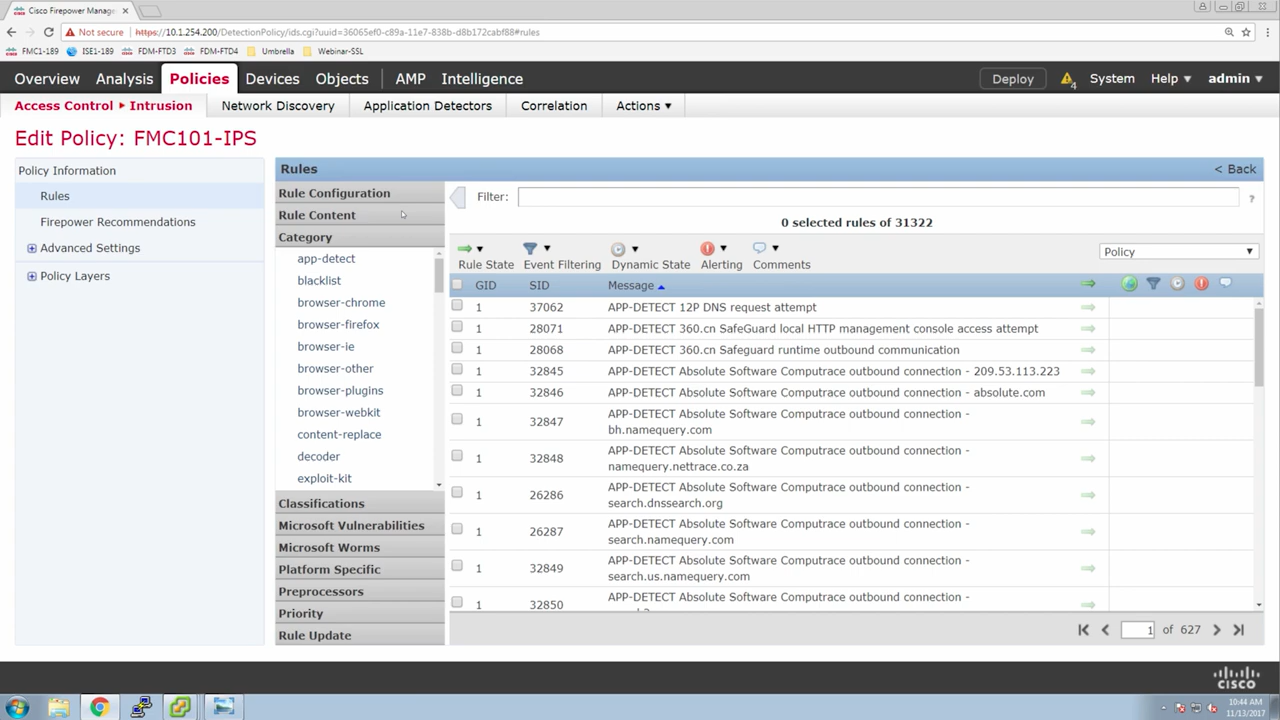 Cisco Firepower Manag
Not secure https://10.1.254.200/DetectionPolicy/ids.cgi?uuid=36065ef0-c89a-11e7-838b-d8b172cabf88#rules
FMC1-189 ISE1-189 FDM-FTD3 FDM-FTD4 Umbrella Webinar-SSL
Overview Analysis Policies Devices Objects AMP Intelligence Deploy 4 System Help admin
Access Control Intrusion Network Discovery Application Detectors Correlation Actions
Edit Policy: FMC101-IPS
Policy Information
Rules
Firepower Recommendations
Advanced Settings
Policy Layers
Rules < Back
Rule Configuration
Rule Content
Category
app-detect
blacklist
browser-chrome
browser-firefox
browser-ie
browser-other
browser-plugins
browser-webkit
content-replace
decoder
exploit-kit
Classifications
Microsoft Vulnerabilities
Microsoft Worms
Platform Specific
Preprocessors
Priority
Rule Update
Filter: ?
0 selected rules of 31322
Rule State Event Filtering Dynamic State Alerting Comments Policy
GID SID Message
1 37062 APP-DETECT 12P DNS request attempt
1 28071 APP-DETECT 360.cn SafeGuard local HTTP management console access attempt
1 28068 APP-DETECT 360.cn Safeguard runtime outbound communication
1 32845 APP-DETECT Absolute Software Computrace outbound connection - 209.53.113.223
1 32846 APP-DETECT Absolute Software Computrace outbound connection - absolute.com
1 32847 APP-DETECT Absolute Software Computrace outbound connection -
bh.namequery.com
1 32848 APP-DETECT Absolute Software Computrace outbound connection -
namequery.nettrace.co.za
1 26286 APP-DETECT Absolute Software Computrace outbound connection -
search.dnssearch.org
1 26287 APP-DETECT Absolute Software Computrace outbound connection -
search.namequery.com
1 32849 APP-DETECT Absolute Software Computrace outbound connection -
search.us.namequery.com
1 32850 APP-DETECT Absolute Software Computrace outbound connection -
1 of 627
CISCO
10:44 AM
11/13/2017